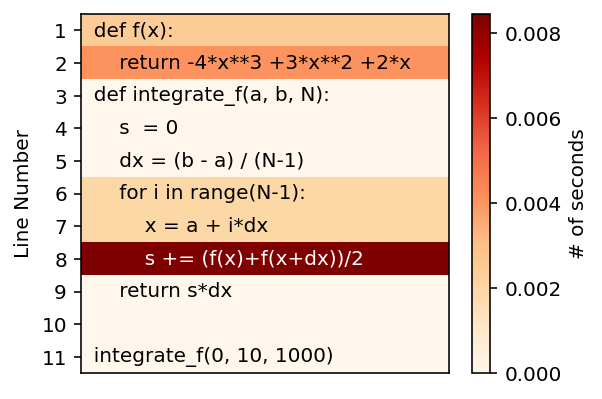 Line Number
1 def f(x):
2 return -4*x**3 +3*x**2 +2*x
3 def integrate_f(a, b, N):
4 s  = 0
5 dx = (b - a) / (N-1)
6 for i in range(N-1):
7 x = a + i*dx
8 s += (f(x)+f(x+dx))/2
9 return s*dx
10
11 integrate_f(0, 10, 1000)
0.008
0.006
0.004
0.002
0.000
# of seconds